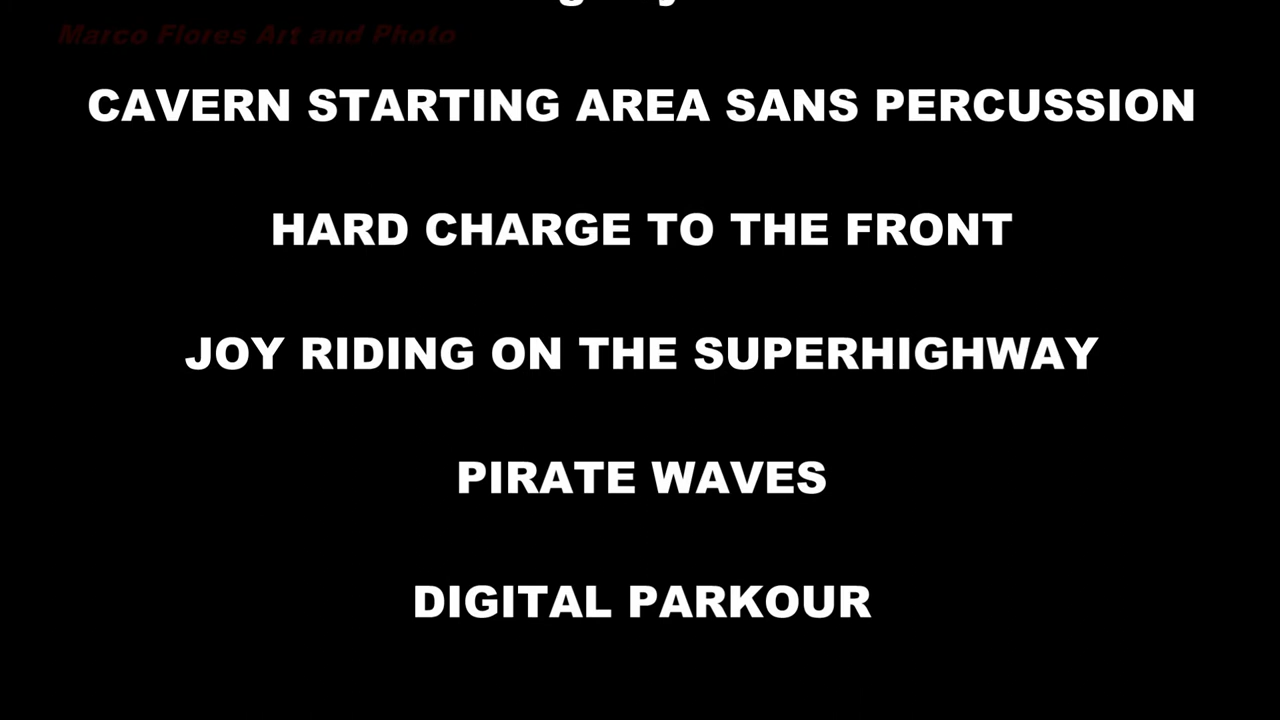 Marco Flores Art and Photo
CAVERN STARTING AREA SANS PERCUSSION
HARD CHARGE TO THE FRONT
JOY RIDING ON THE SUPERHIGHWAY
PIRATE WAVES
DIGITAL PARKOUR